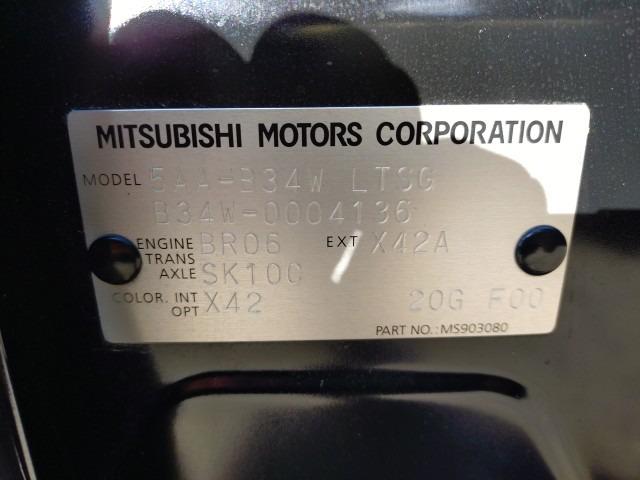 MITSUBISHI MOTORS CORPORATION
MODEL 5AA-B34W LTSG
B34W-0004136
ENGINE BR06 EXT X42A
TRANS
AXLE SK10C
COLOR. INT X42 20G F00
OPT
PART NO.: MS903080